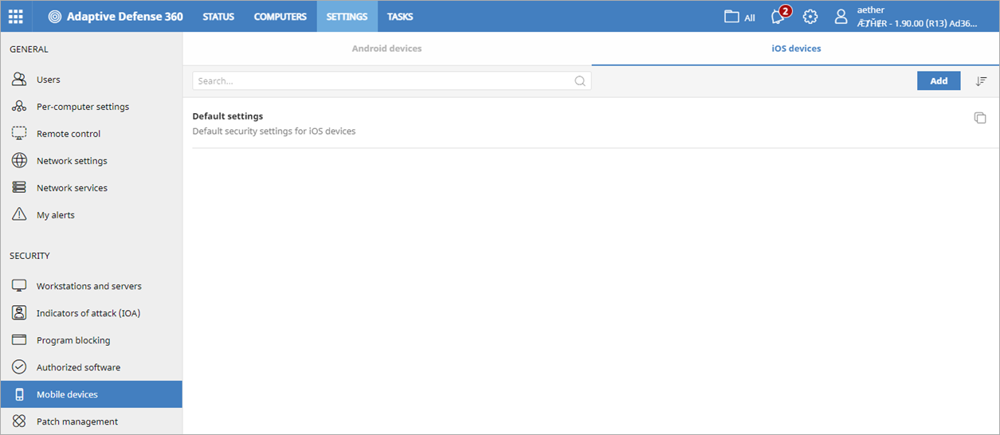 Adaptive Defense 360 STATUS COMPUTERS SETTINGS TASKS All 2
aether
ÆȾĦɆR - 1.90.00 (R13) Ad36...
GENERAL
Users
Per-computer settings
Remote control
Network settings
Network services
My alerts
SECURITY
Workstations and servers
Indicators of attack (IOA)
Program blocking
Authorized software
Mobile devices
Patch management
Android devices iOS devices
Search... Add
Default settings
Default security settings for iOS devices